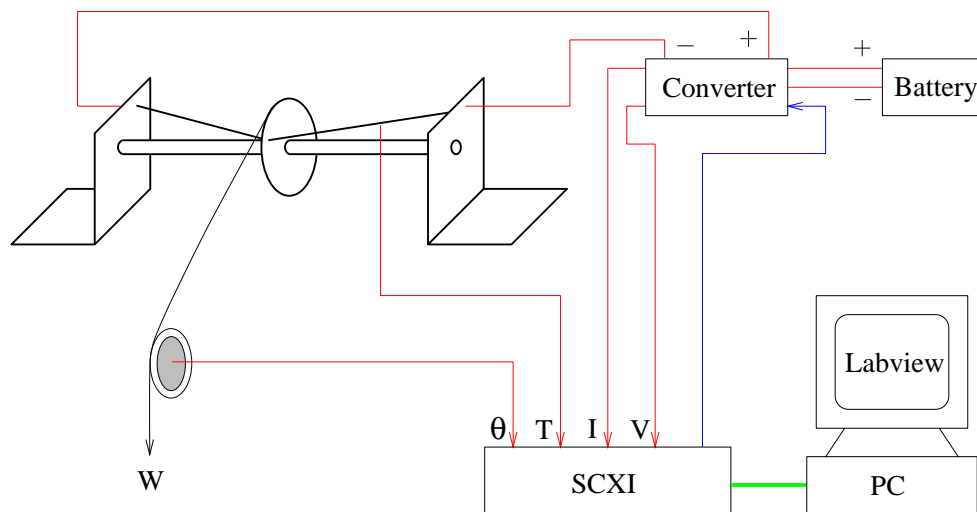 − +
+
Converter
Battery
−
Labview
θ T I V
W
SCXI
PC